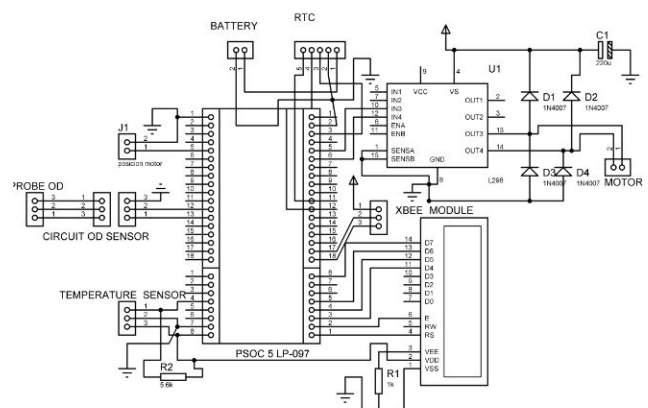 BATTERY
RTC
C1
220u
U1
VCC
VS
IN1
IN2
IN3
IN4
ENA
ENB
SENSA
SENSB
GND
OUT1
OUT2
OUT3
OUT4
L298
D1
1N4007
D2
1N4007
D3
1N4007
D4
1N4007
MOTOR
J1
posicion motor
PROBE OD
CIRCUIT OD SENSOR
XBEE MODULE
TEMPERATURE SENSOR
D7
D6
D5
D4
D3
D2
D1
D0
E
RW
RS
VEE
VDD
VSS
PSOC 5 LP-097
R2
5.6k
R1
1k